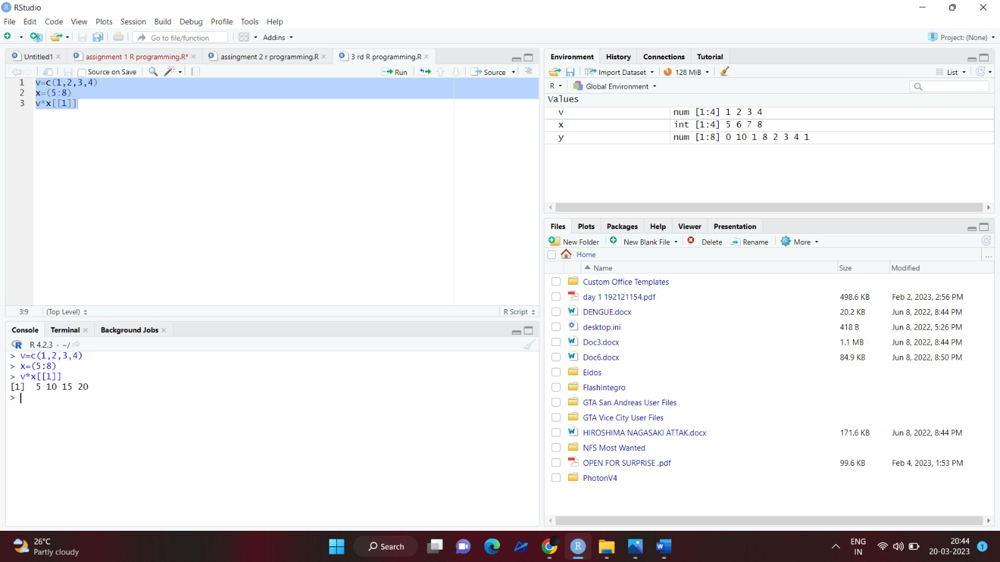 RStudio
File Edit Code View Plots Session Build Debug Profile Tools Help
Go to file/function Addins Project: (None)
Untitled1 assignment 1 R programming.R* assingment 2 r programming.R 3 rd R programming.R
Source on Save Run Source
1 v=c(1,2,3,4)
2 x=(5:8)
3 v*x[[1]]
3:9 (Top Level) R Script
Console Terminal Background Jobs
R 4.2.3 · ~/
> v=c(1,2,3,4)
> x=(5:8)
> v*x[[1]]
[1]  5 10 15 20
>
Environment History Connections Tutorial
Import Dataset 128 MiB List
R Global Environment
Values
v num [1:4] 1 2 3 4
x int [1:4] 5 6 7 8
y num [1:8] 0 10 1 8 2 3 4 1
Files Plots Packages Help Viewer Presentation
New Folder New Blank File Delete Rename More
Home ...
Name Size Modified
Custom Office Templates
day 1 192121154.pdf 498.6 KB Feb 2, 2023, 2:56 PM
DENGUE.docx 20.2 KB Jun 8, 2022, 8:44 PM
desktop.ini 418 B Jun 8, 2022, 5:26 PM
Doc3.docx 1.1 MB Jun 8, 2022, 8:44 PM
Doc6.docx 84.9 KB Jun 8, 2022, 8:50 PM
Eidos
FlashIntegro
GTA San Andreas User Files
GTA Vice City User Files
HIROSHIMA NAGASAKI ATTAK.docx 171.6 KB Jun 8, 2022, 8:44 PM
NFS Most Wanted
OPEN FOR SURPRISE .pdf 99.6 KB Feb 4, 2023, 1:53 PM
PhotonV4
26°C
Partly cloudy
Search
ENG
IN
20:44
20-03-2023
1